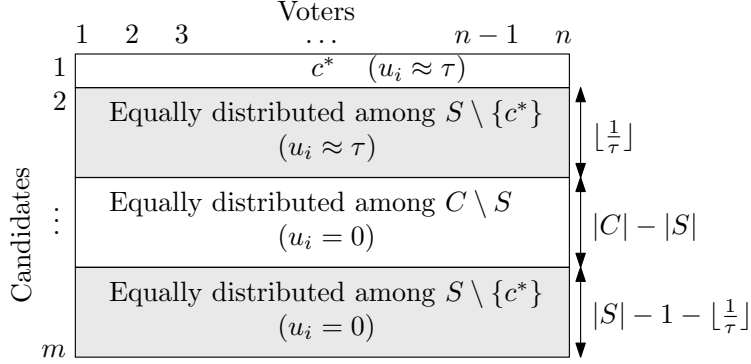 Voters
1 2 3 … n − 1 n
1 c* (u_i ≈ τ)
2 Equally distributed among S \ {c*}
(u_i ≈ τ)
⌊1/τ⌋
Candidates
⋮
Equally distributed among C \ S
(u_i = 0)
|C| − |S|
Equally distributed among S \ {c*}
(u_i = 0)
|S| − 1 − ⌊1/τ⌋
m